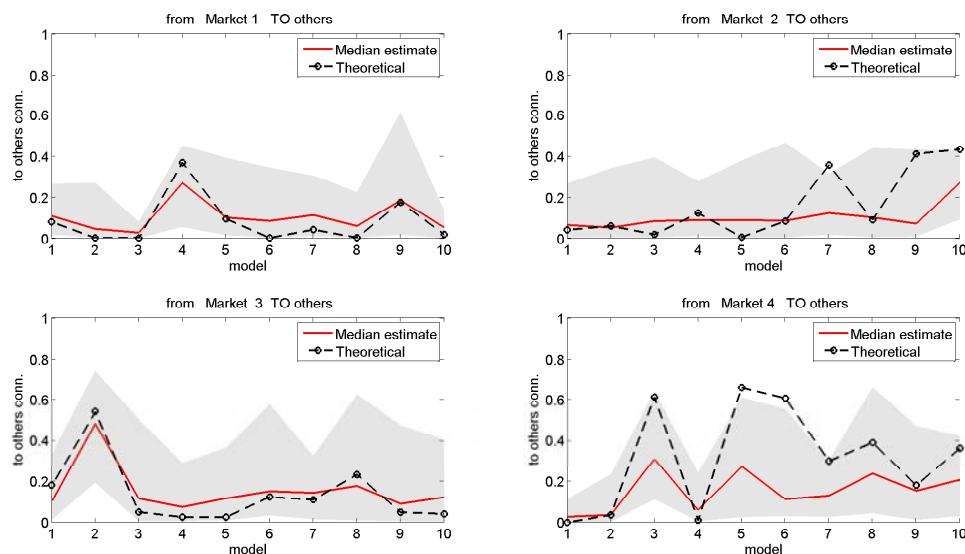 from Market 1 TO others
1
0.8
0.6
0.4
0.2
0
to others conn.
Median estimate
Theoretical
1 2 3 4 5 6 7 8 9 10
model
from Market 2 TO others
1
0.8
0.6
0.4
0.2
0
to others conn.
Median estimate
Theoretical
1 2 3 4 5 6 7 8 9 10
model
from Market 3 TO others
1
0.8
0.6
0.4
0.2
0
to others conn.
Median estimate
Theoretical
1 2 3 4 5 6 7 8 9 10
model
from Market 4 TO others
1
0.8
0.6
0.4
0.2
0
to others conn.
Median estimate
Theoretical
1 2 3 4 5 6 7 8 9 10
model